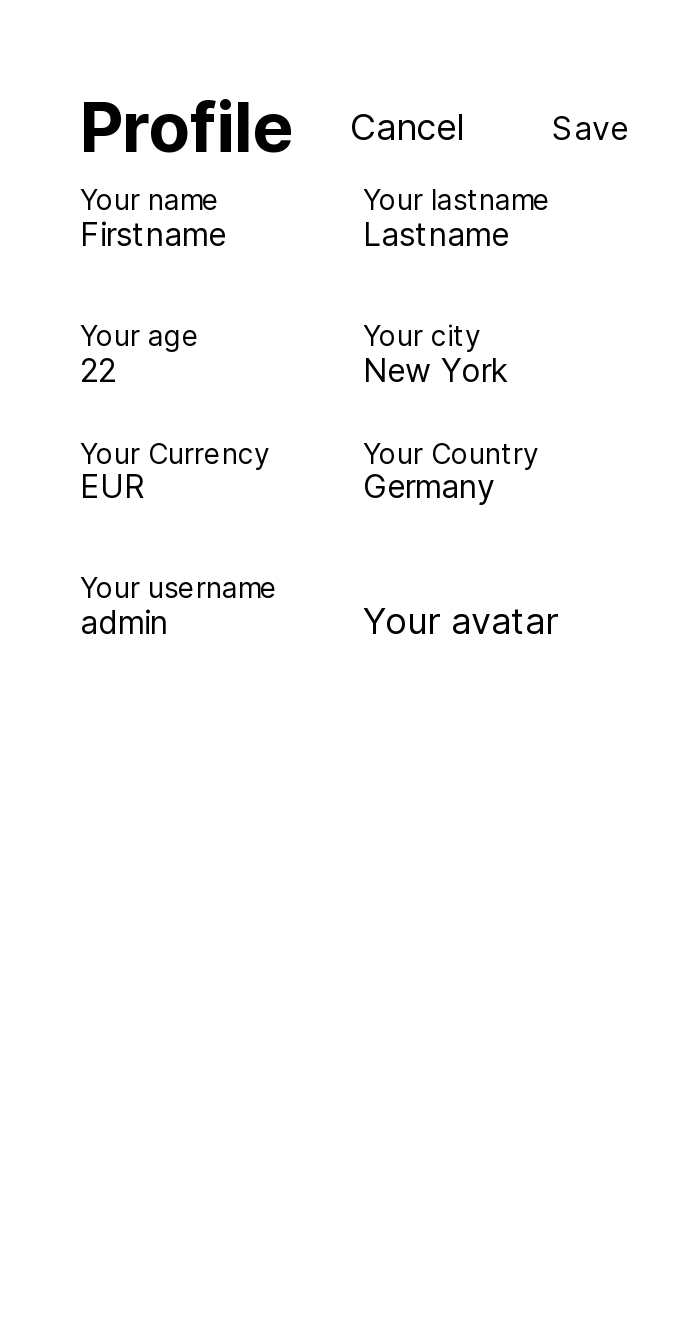 Profile Cancel Save
Your name Your lastname
Firstname Lastname
Your age Your city
22 New York
Your Currency Your Country
EUR Germany
Your username
admin Your avatar